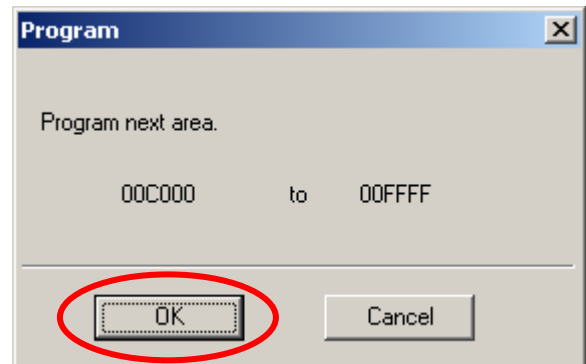 Program
Program next area.
00C000 to 00FFFF
OK Cancel